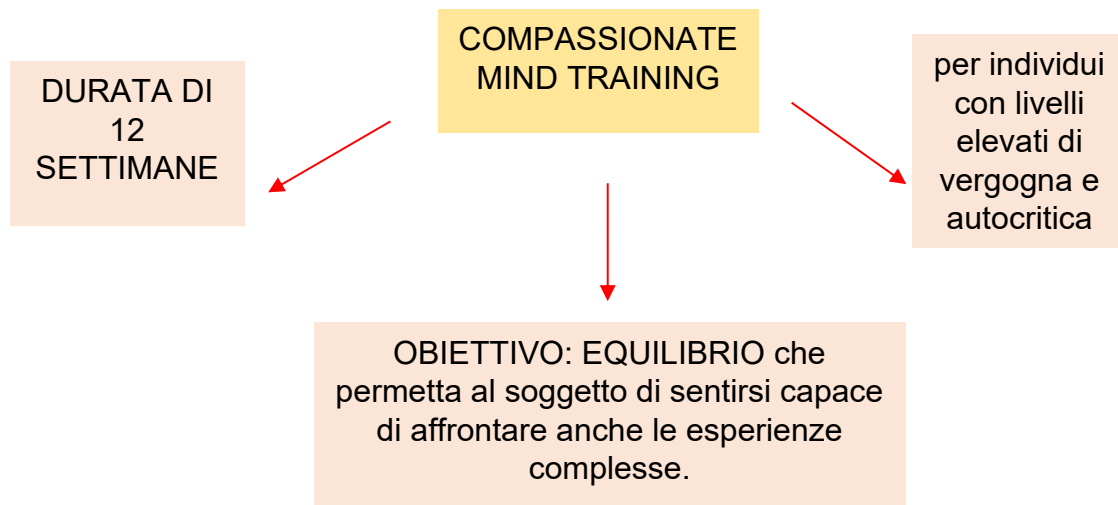 COMPASSIONATE
MIND TRAINING
DURATA DI
12
SETTIMANE
per individui
con livelli
elevati di
vergogna e
autocritica
OBIETTIVO: EQUILIBRIO che
permetta al soggetto di sentirsi capace
di affrontare anche le esperienze
complesse.